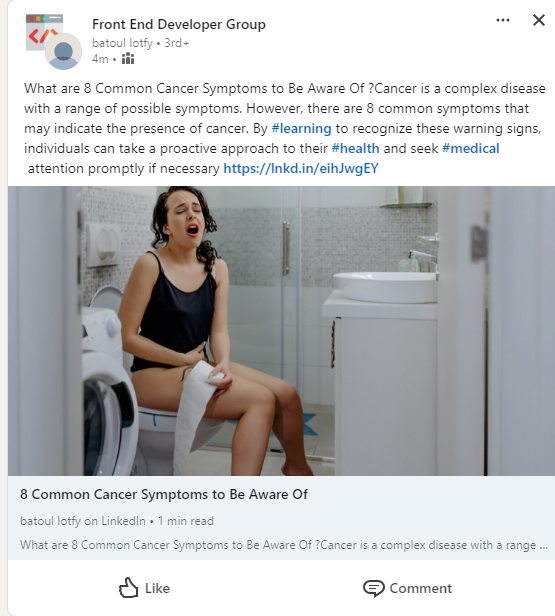 Front End Developer Group
batoul lotfy • 3rd+
4m •
What are 8 Common Cancer Symptoms to Be Aware Of ?Cancer is a complex disease
with a range of possible symptoms. However, there are 8 common symptoms that
may indicate the presence of cancer. By #learning to recognize these warning signs,
individuals can take a proactive approach to their #health and seek #medical
attention promptly if necessary https://lnkd.in/eihJwgEY
8 Common Cancer Symptoms to Be Aware Of
batoul lotfy on LinkedIn • 1 min read
What are 8 Common Cancer Symptoms to Be Aware Of ?Cancer is a complex disease with a range ...
Like
Comment